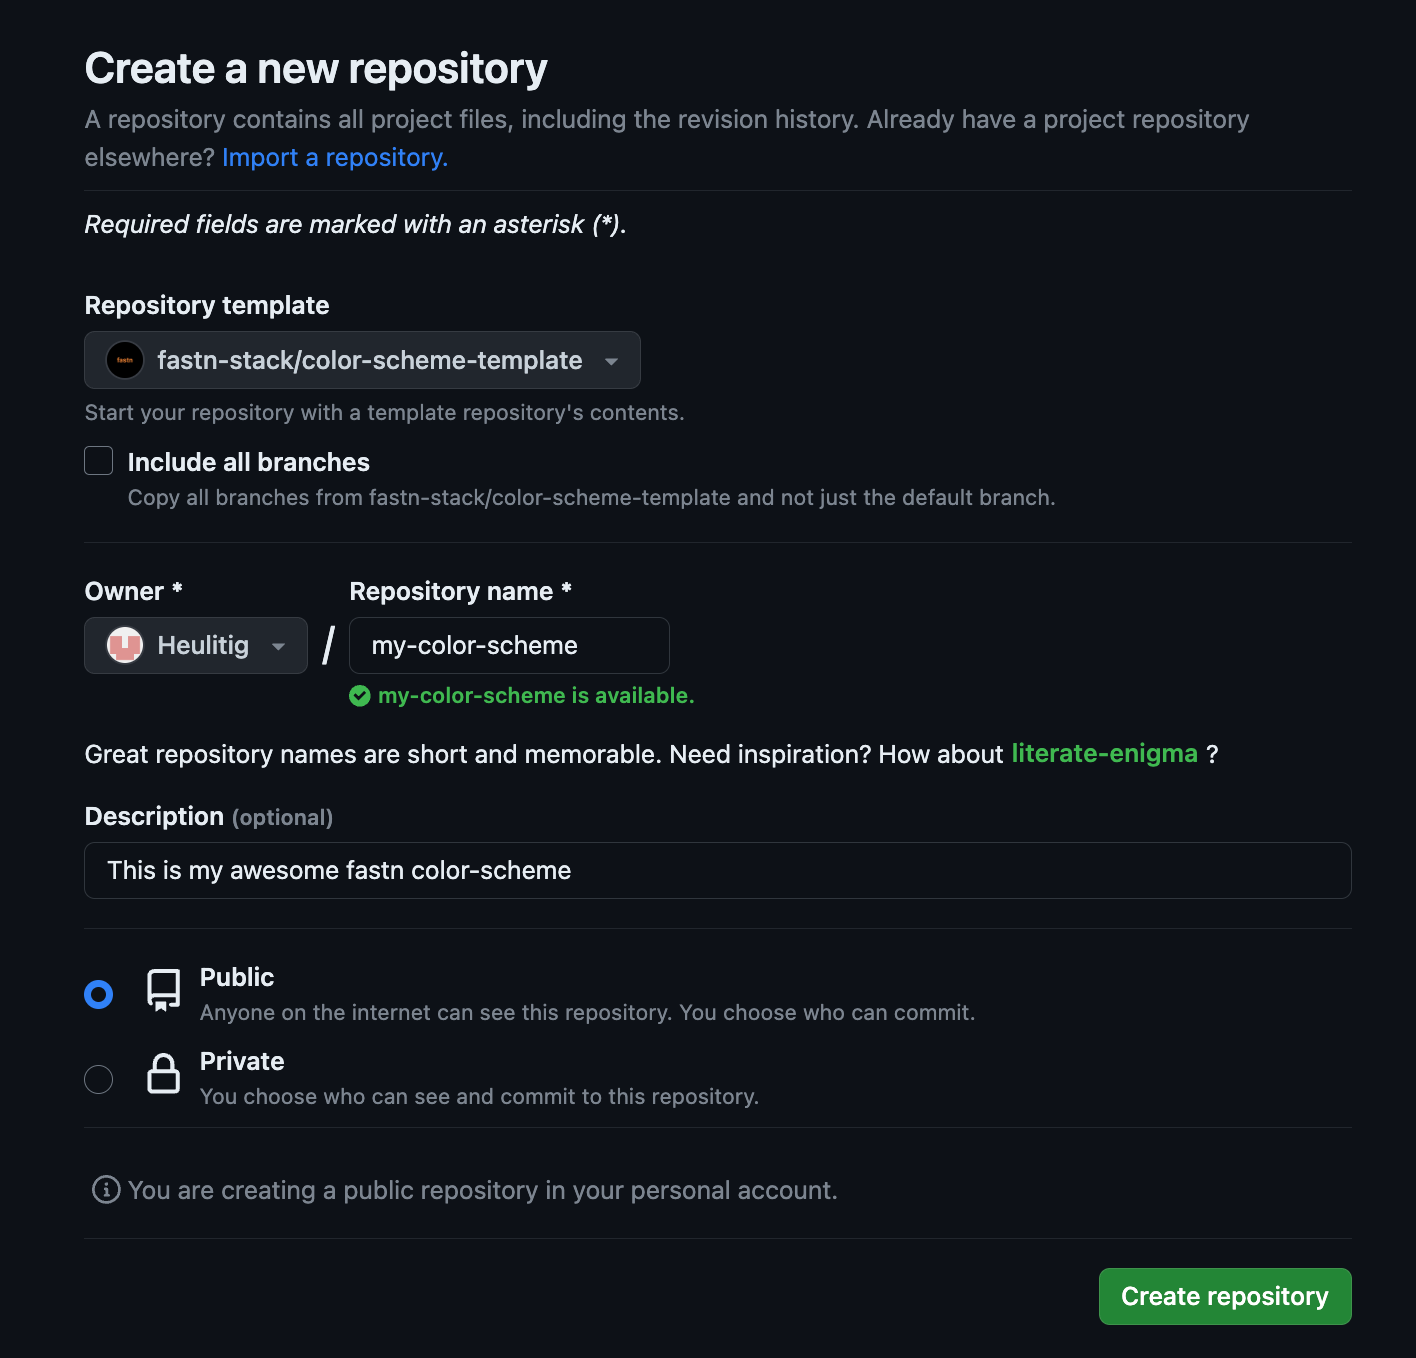 Create a new repository
A repository contains all project files, including the revision history. Already have a project repository
elsewhere? Import a repository.
Required fields are marked with an asterisk (*).
Repository template
fastn
fastn-stack/color-scheme-template
Start your repository with a template repository's contents.
Include all branches
Copy all branches from fastn-stack/color-scheme-template and not just the default branch.
Owner * Repository name *
Heulitig / my-color-scheme
my-color-scheme is available.
Great repository names are short and memorable. Need inspiration? How about literate-enigma ?
Description (optional)
This is my awesome fastn color-scheme
Public
Anyone on the internet can see this repository. You choose who can commit.
Private
You choose who can see and commit to this repository.
You are creating a public repository in your personal account.
Create repository